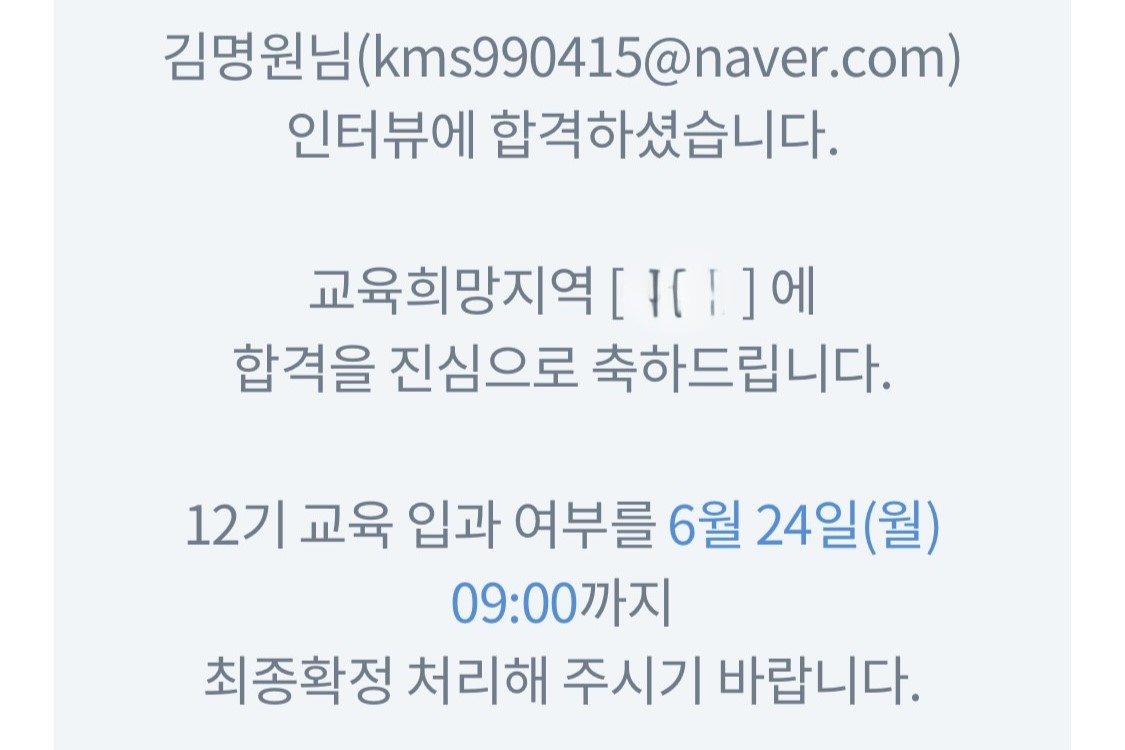 김명원님(kms990415@naver.com)
인터뷰에 합격하셨습니다.
교육희망지역 [ ] 에
합격을 진심으로 축하드립니다.
12기 교육 입과 여부를 6월 24일(월)
09:00까지
최종확정 처리해 주시기 바랍니다.